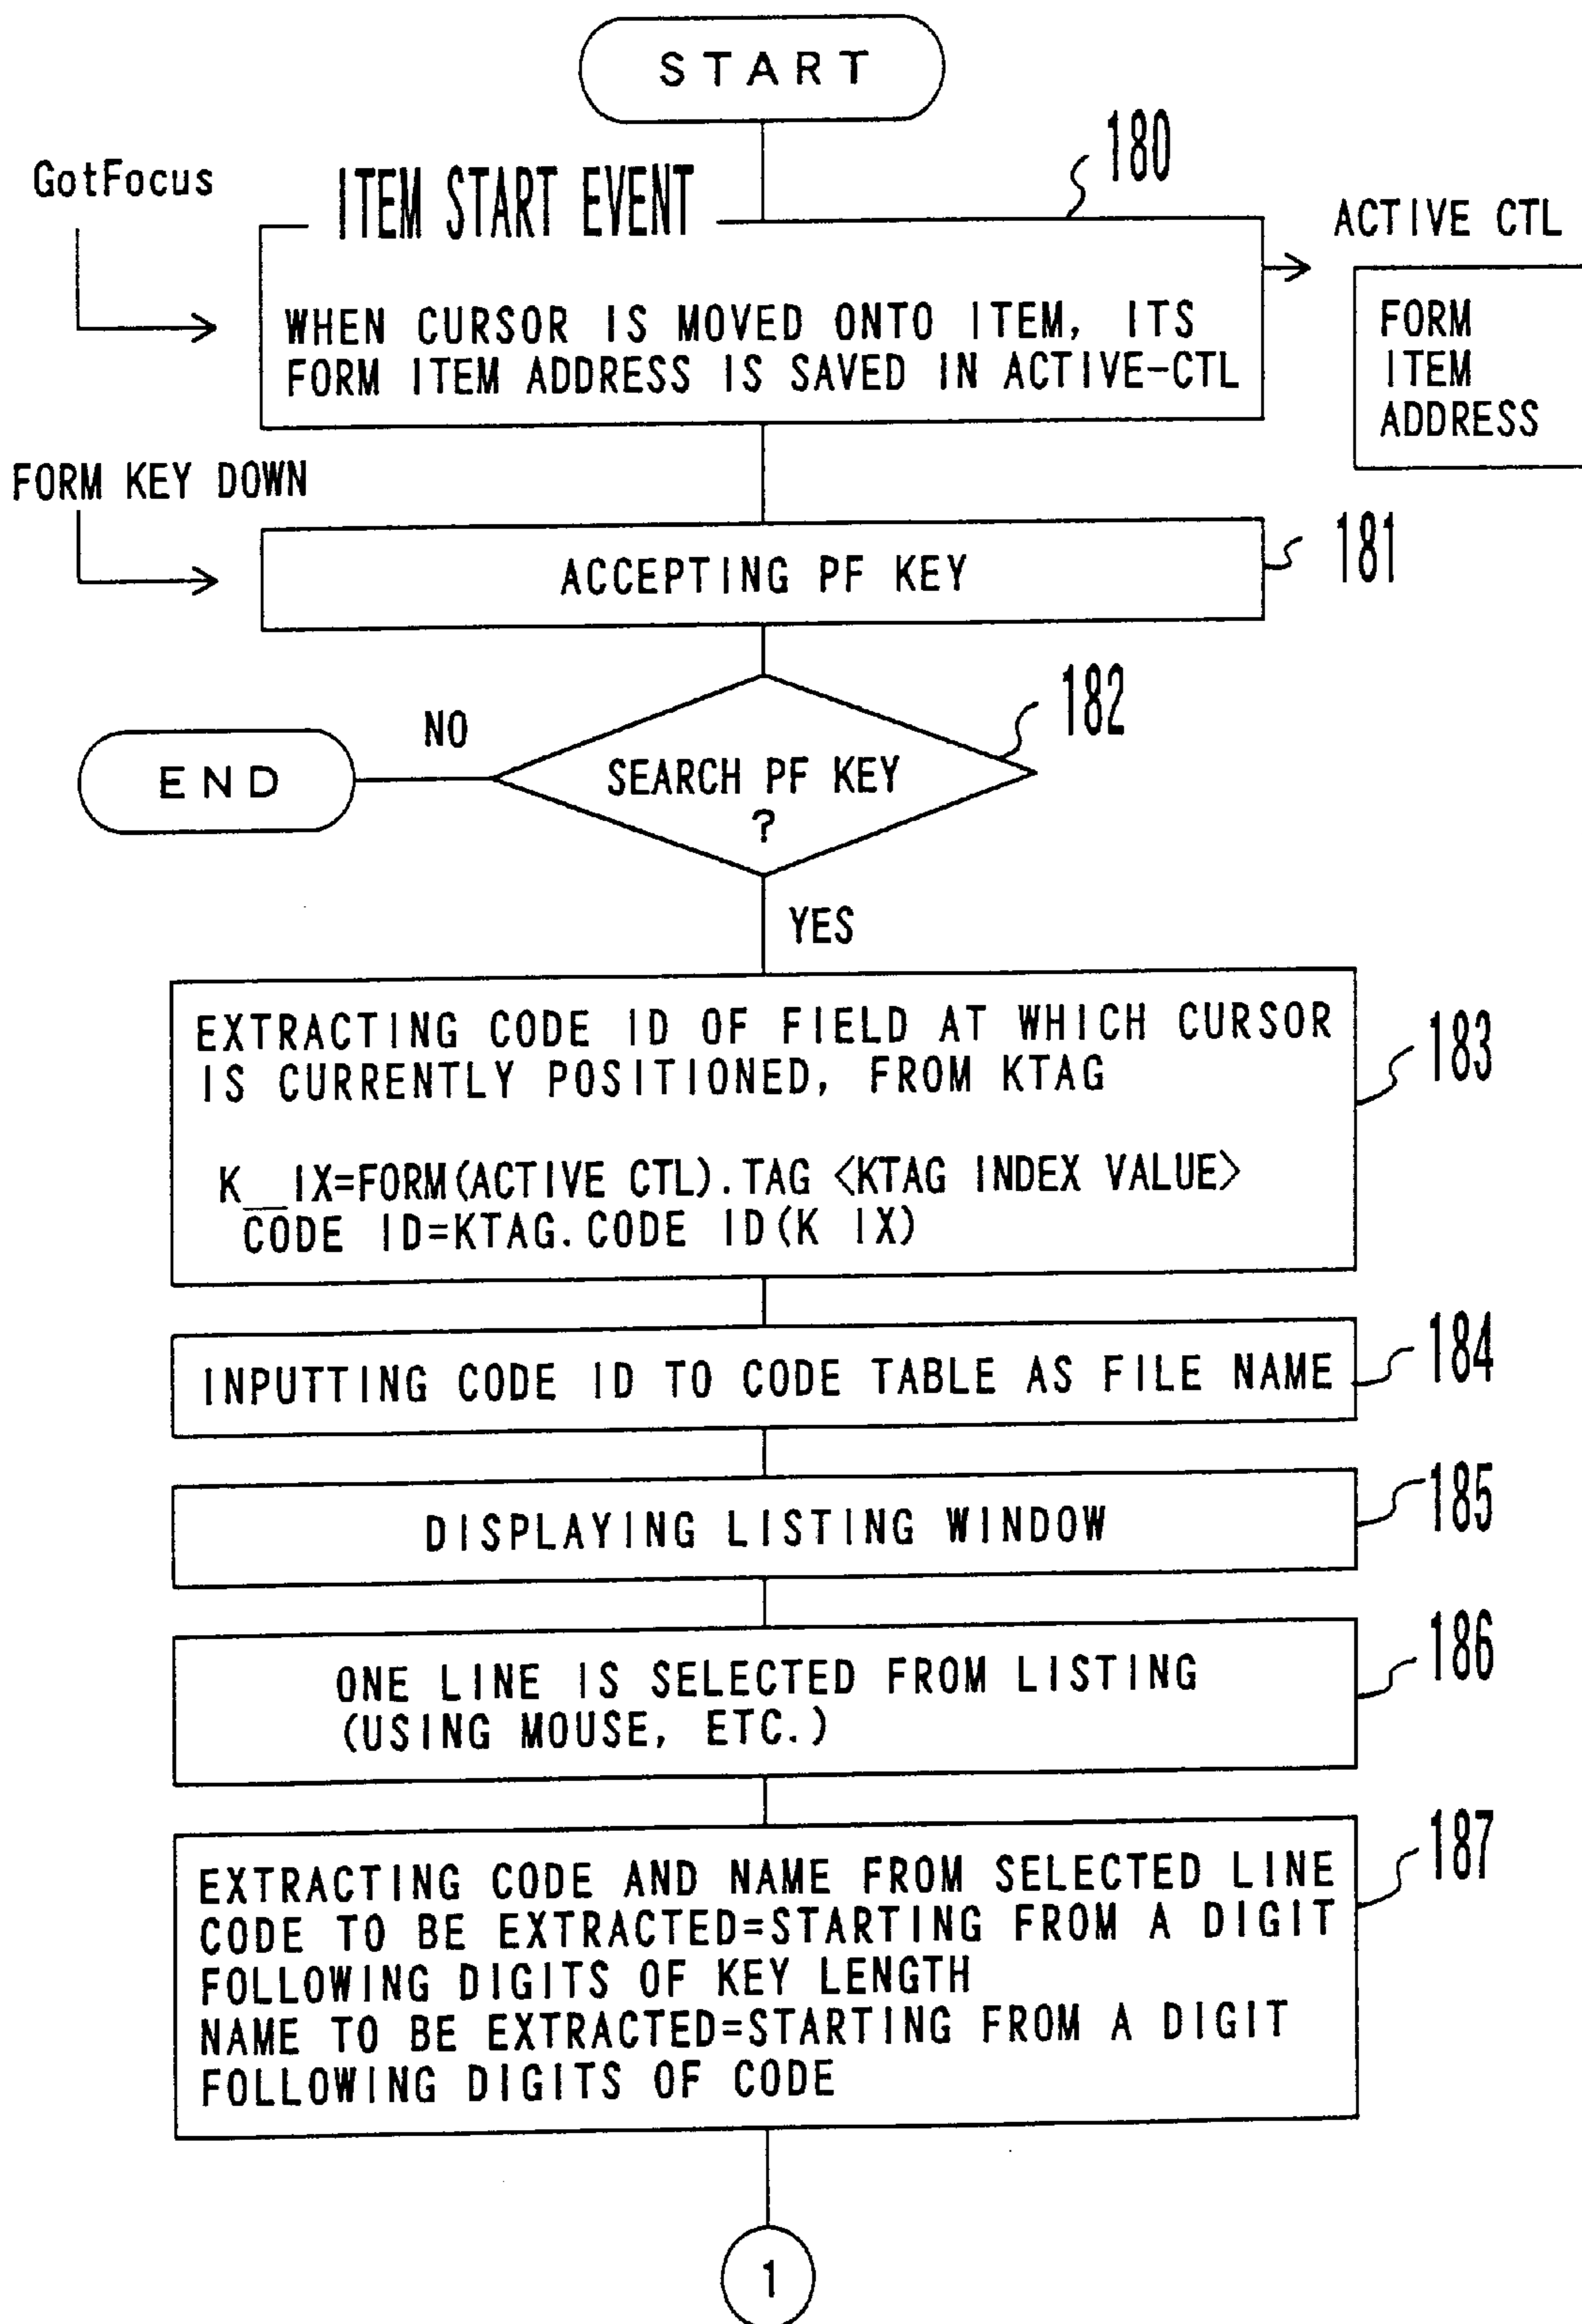 START
180
GotFocus
ITEM START EVENT
ACTIVE CTL
WHEN CURSOR IS MOVED ONTO ITEM, ITS
FORM ITEM ADDRESS IS SAVED IN ACTIVE-CTL
FORM
ITEM
ADDRESS
FORM KEY DOWN
181
ACCEPTING PF KEY
182
NO
END
SEARCH PF KEY
?
YES
183
EXTRACTING CODE ID OF FIELD AT WHICH CURSOR
IS CURRENTLY POSITIONED, FROM KTAG
K__IX=FORM(ACTIVE CTL).TAG <KTAG INDEX VALUE>
CODE ID=KTAG.CODE ID(K IX)
184
INPUTTING CODE ID TO CODE TABLE AS FILE NAME
185
DISPLAYING LISTING WINDOW
186
ONE LINE IS SELECTED FROM LISTING
(USING MOUSE, ETC.)
187
EXTRACTING CODE AND NAME FROM SELECTED LINE
CODE TO BE EXTRACTED=STARTING FROM A DIGIT
FOLLOWING DIGITS OF KEY LENGTH
NAME TO BE EXTRACTED=STARTING FROM A DIGIT
FOLLOWING DIGITS OF CODE
1